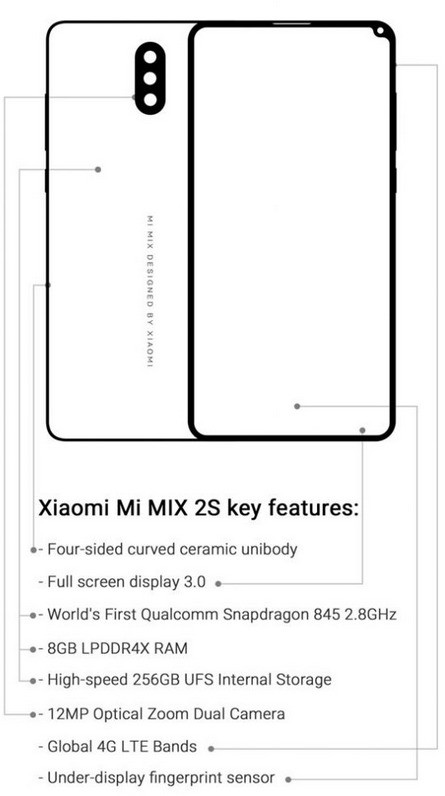 MI MIX DESIGNED BY XIAOMI
Xiaomi Mi MIX 2S key features:
- Four-sided curved ceramic unibody
- Full screen display 3.0
- World's First Qualcomm Snapdragon 845 2.8GHz
- 8GB LPDDR4X RAM
- High-speed 256GB UFS Internal Storage
- 12MP Optical Zoom Dual Camera
- Global 4G LTE Bands
- Under-display fingerprint sensor